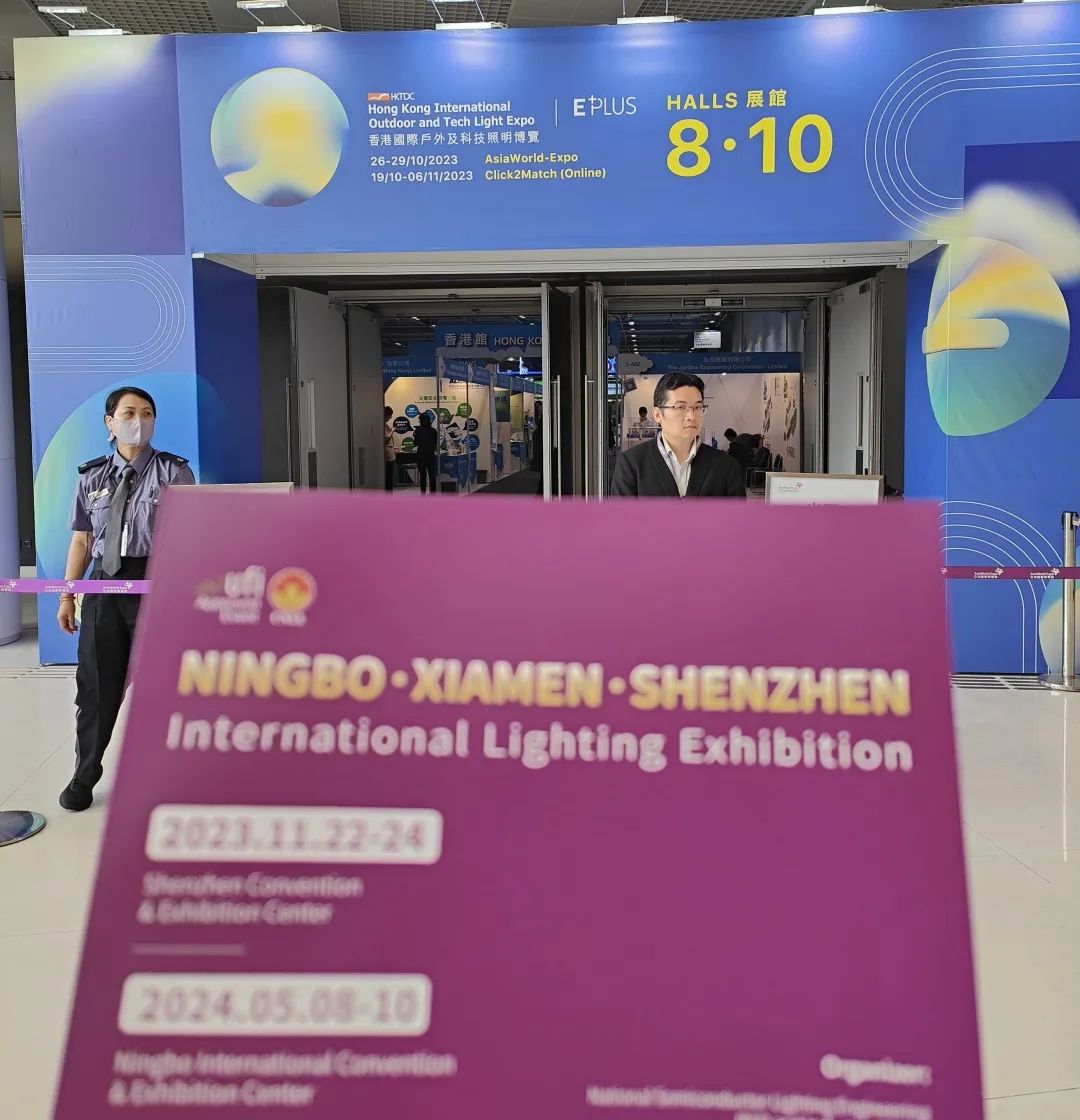 HKTDC
Hong Kong International
Outdoor and Tech Light Expo
香港國際戶外及科技照明博覽
26-29/10/2023 AsiaWorld-Expo
19/10-06/11/2023 Click2Match (Online)
HALLS 展館
8·10
香港館 HONG KO
(Hong Kong) Limited
The Jardine Engineering Corporation, Limited
ufi
NINGBO·XIAMEN·SHENZHEN
International Lighting Exhibition
2023.11.22-24
Shenzhen Convention
& Exhibition Center
2024.05.08-10
Ningbo International Convention
& Exhibition Center
Organizer:
National Semiconductor Lighting Engineering